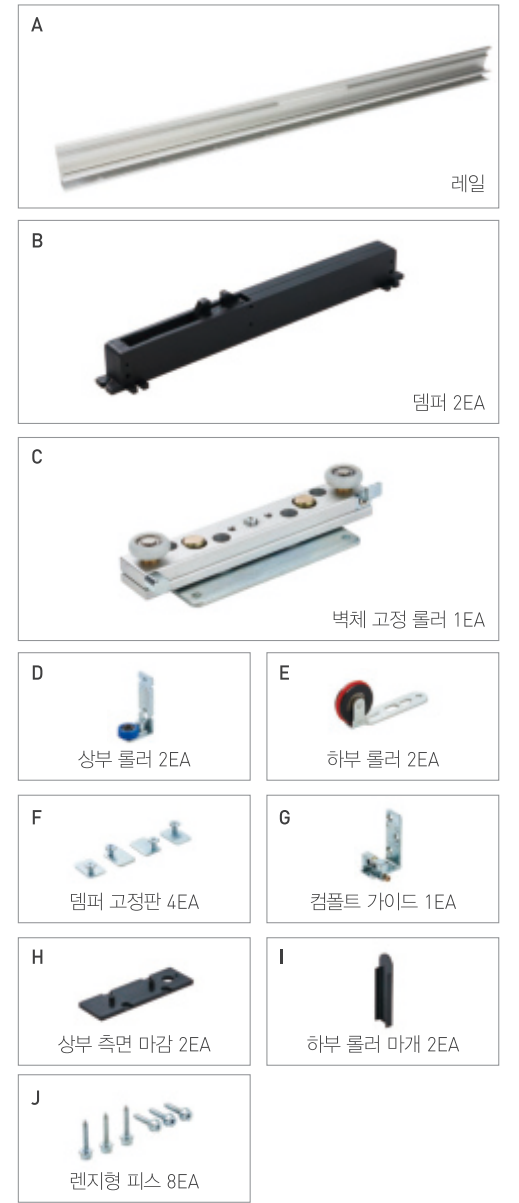 A
레일
B
뎀퍼 2EA
C
벽체 고정 롤러 1EA
D
상부 롤러 2EA
E
하부 롤러 2EA
F
뎀퍼 고정판 4EA
G
컴폴트 가이드 1EA
H
상부 측면 마감 2EA
I
하부 롤러 마개 2EA
J
렌지형 피스 8EA